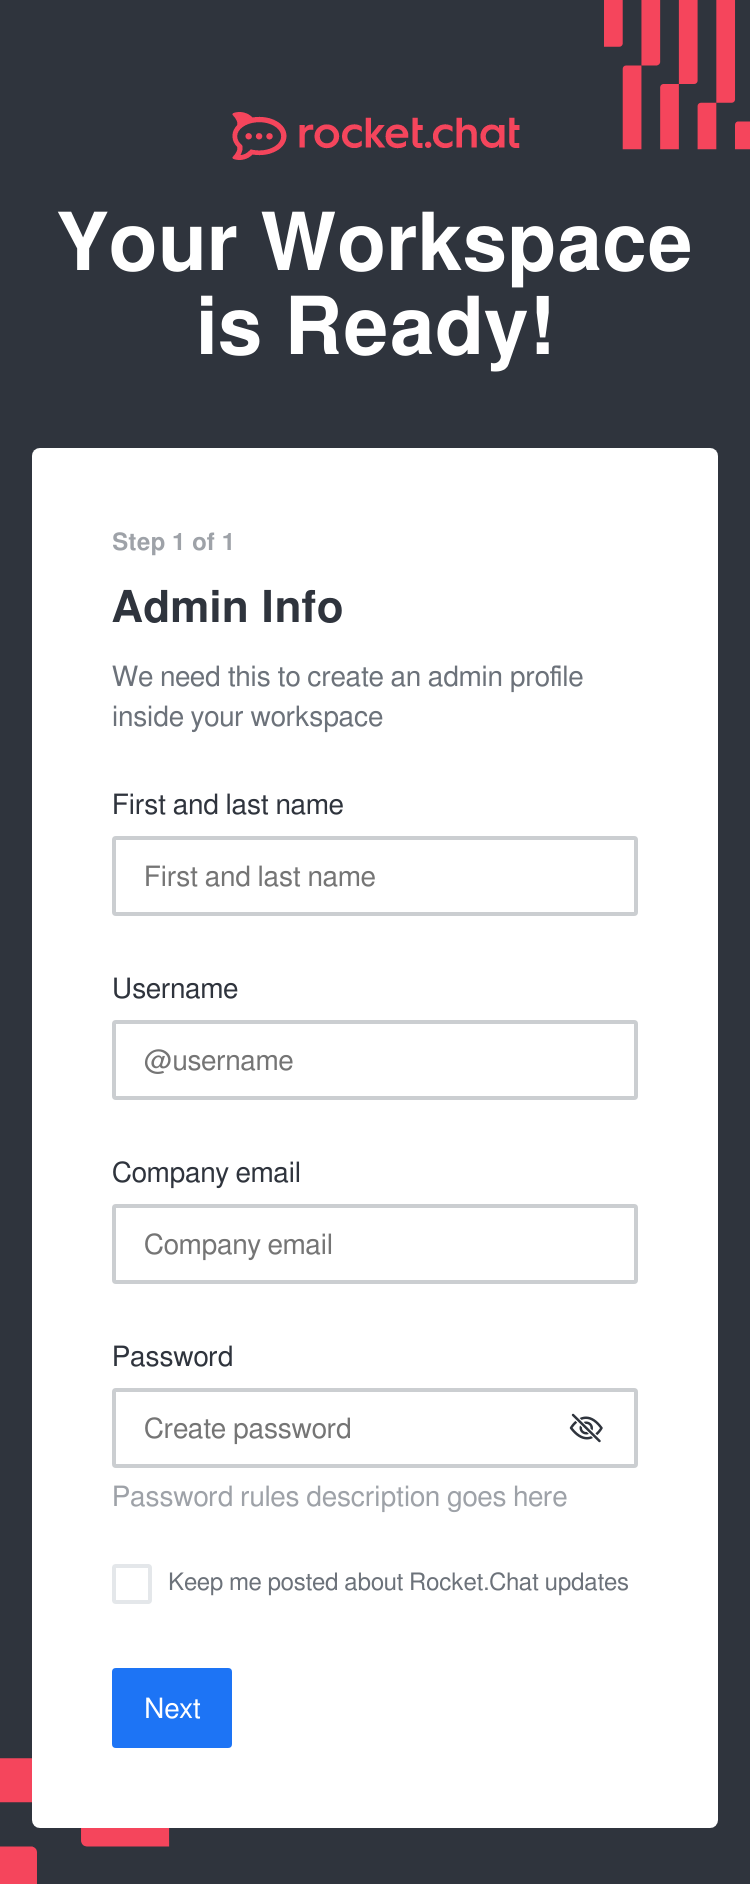 rocket.chat
Your Workspace
is Ready!
Step 1 of 1
Admin Info
We need this to create an admin profile
inside your workspace
First and last name
First and last name
Username
@username
Company email
Company email
Password
Create password
Password rules description goes here
Keep me posted about Rocket.Chat updates
Next